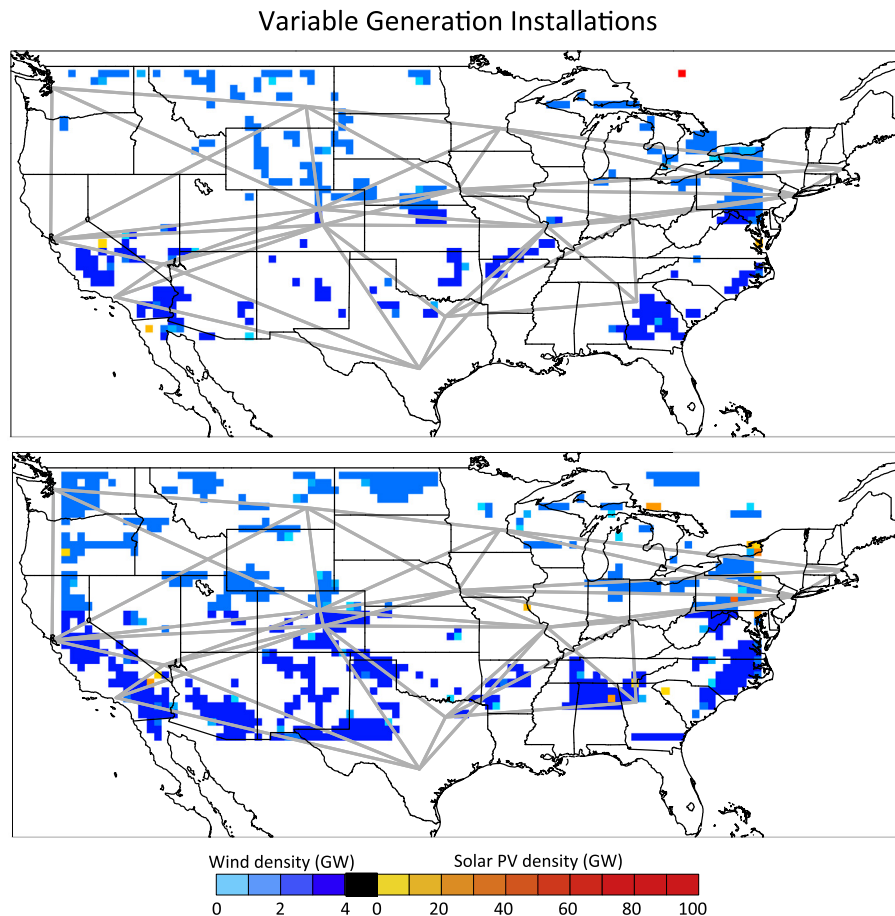 Variable Generation Installations
Wind density (GW) Solar PV density (GW)
0 2 4 0 20 40 60 80 100